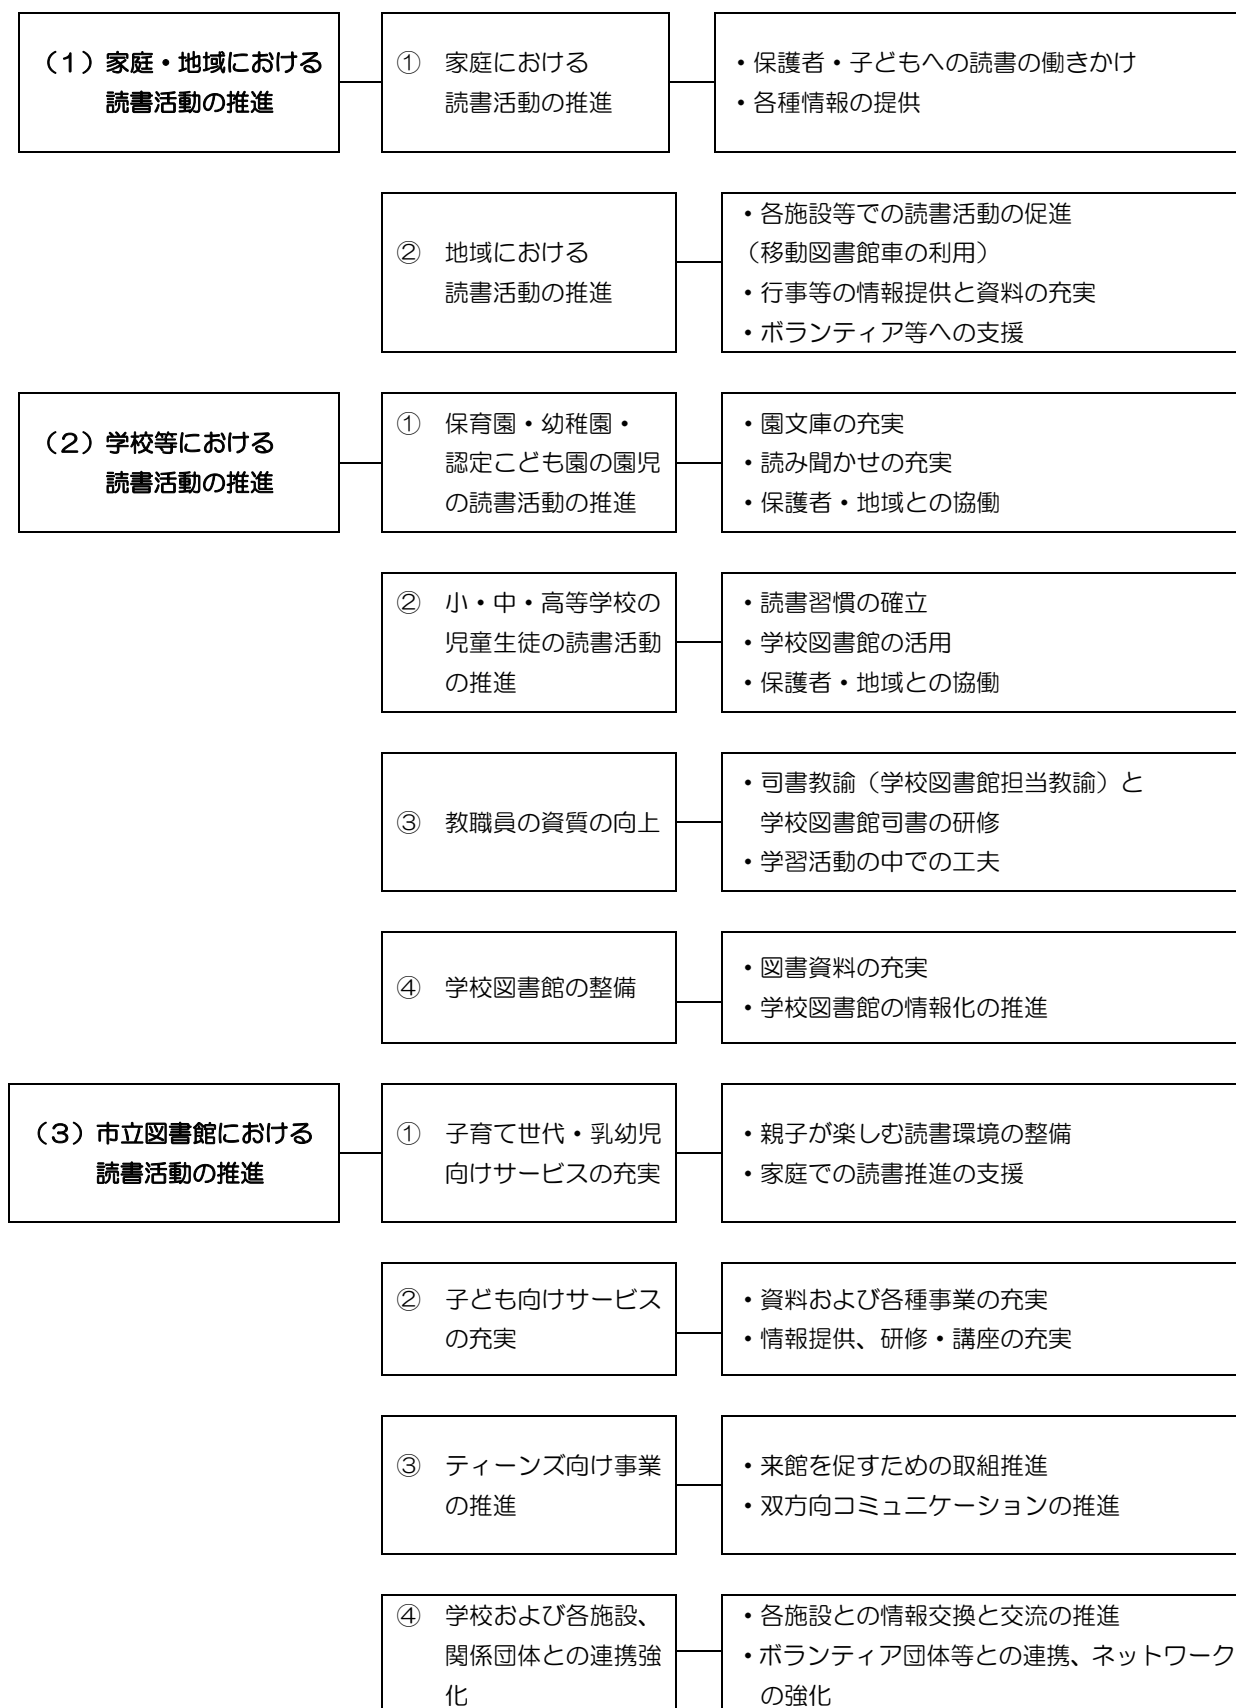 （1）家庭・地域における
読書活動の推進
① 家庭における
読書活動の推進
・保護者・子どもへの読書の働きかけ
・各種情報の提供
② 地域における
読書活動の推進
・各施設等での読書活動の促進
（移動図書館車の利用）
・行事等の情報提供と資料の充実
・ボランティア等への支援
（2）学校等における
読書活動の推進
① 保育園・幼稚園・
認定こども園の園児
の読書活動の推進
・園文庫の充実
・読み聞かせの充実
・保護者・地域との協働
② 小・中・高等学校の
児童生徒の読書活動
の推進
・読書習慣の確立
・学校図書館の活用
・保護者・地域との協働
③ 教職員の資質の向上
・司書教諭（学校図書館担当教諭）と
学校図書館司書の研修
・学習活動の中での工夫
④ 学校図書館の整備
・図書資料の充実
・学校図書館の情報化の推進
（3）市立図書館における
読書活動の推進
① 子育て世代・乳幼児
向けサービスの充実
・親子が楽しむ読書環境の整備
・家庭での読書推進の支援
② 子ども向けサービス
の充実
・資料および各種事業の充実
・情報提供、研修・講座の充実
③ ティーンズ向け事業
の推進
・来館を促すための取組推進
・双方向コミュニケーションの推進
④ 学校および各施設、
関係団体との連携強
化
・各施設との情報交換と交流の推進
・ボランティア団体等との連携、ネットワーク
の強化